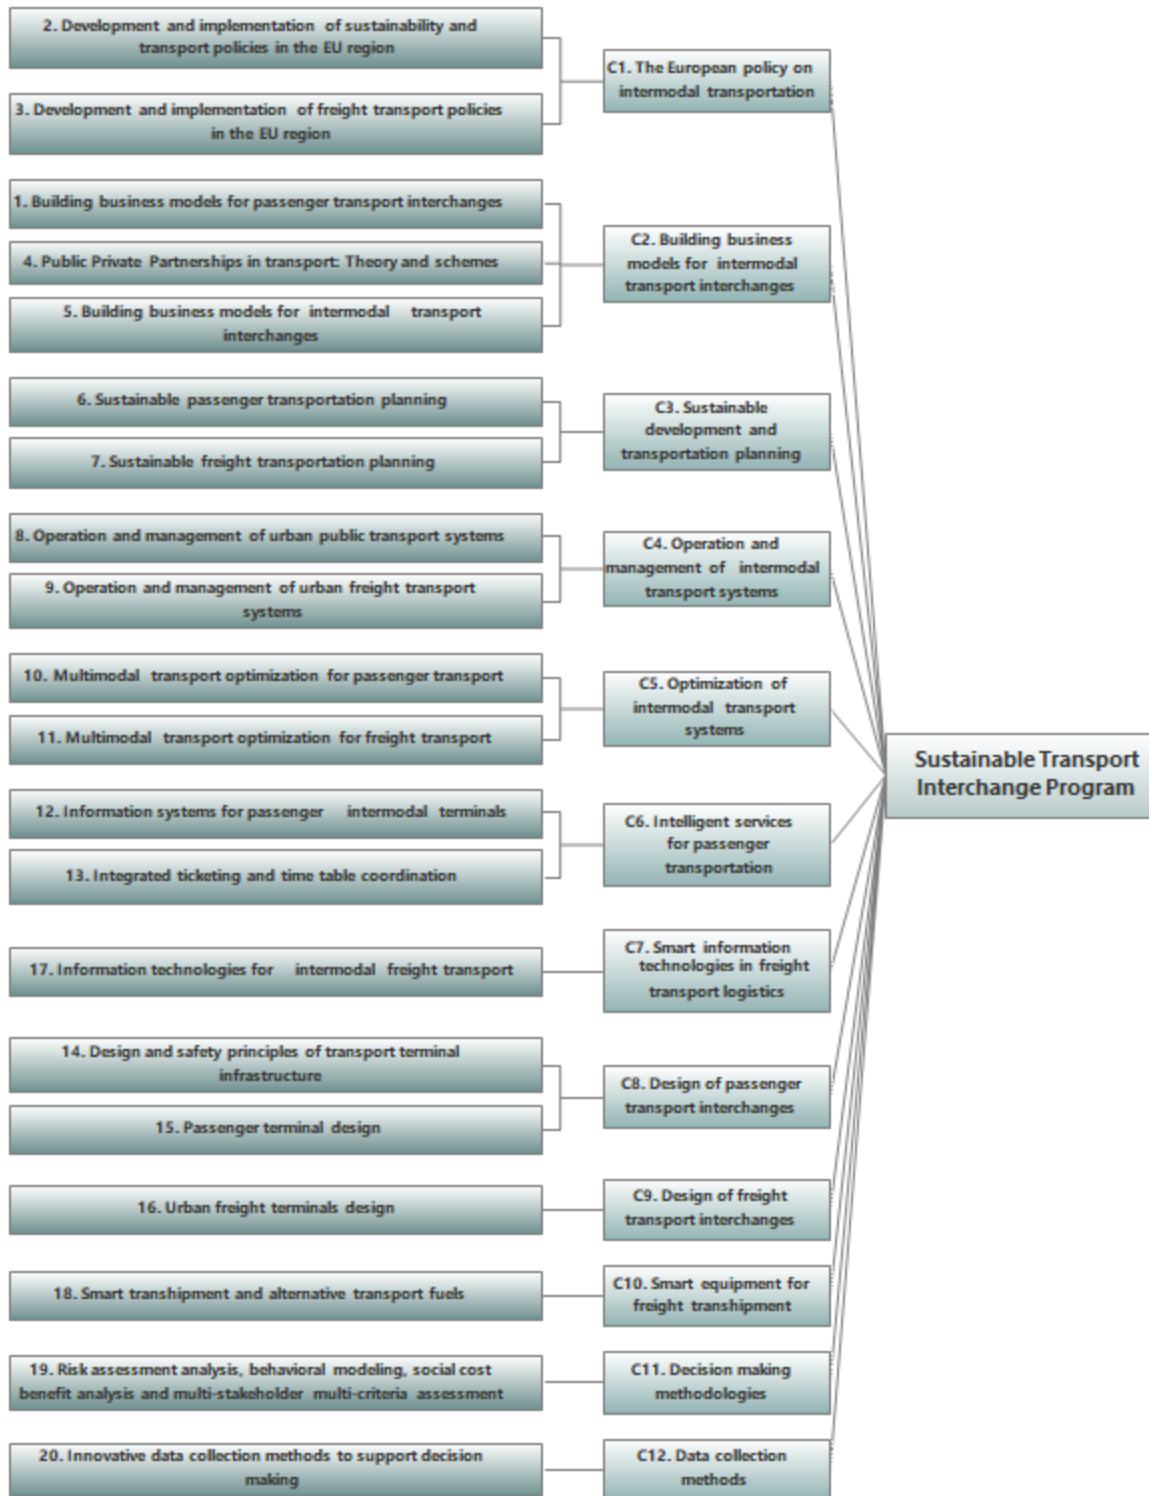 2. Development and implementation of sustainability and
transport policies in the EU region
3. Development and implementation of freight transport policies
in the EU region
C1. The European policy on
intermodal transportation
1. Building business models for passenger transport interchanges
4. Public Private Partnerships in transport: Theory and schemes
5. Building business models for intermodal transport
interchanges
C2. Building business
models for intermodal
transport interchanges
6. Sustainable passenger transportation planning
7. Sustainable freight transportation planning
C3. Sustainable
development and
transportation planning
8. Operation and management of urban public transport systems
9. Operation and management of urban freight transport
systems
C4. Operation and
management of intermodal
transport systems
10. Multimodal transport optimization for passenger transport
11. Multimodal transport optimization for freight transport
C5. Optimization of
intermodal transport
systems
Sustainable Transport
Interchange Program
12. Information systems for passenger intermodal terminals
13. Integrated ticketing and time table coordination
C6. Intelligent services
for passenger
transportation
17. Information technologies for intermodal freight transport
C7. Smart information
technologies in freight
transport logistics
14. Design and safety principles of transport terminal
infrastructure
15. Passenger terminal design
C8. Design of passenger
transport interchanges
16. Urban freight terminals design
C9. Design of freight
transport interchanges
18. Smart transhipment and alternative transport fuels
C10. Smart equipment for
freight transhipment
19. Risk assessment analysis, behavioral modeling, social cost
benefit analysis and multi-stakeholder multi-criteria assessment
C11. Decision making
methodologies
20. Innovative data collection methods to support decision
making
C12. Data collection
methods